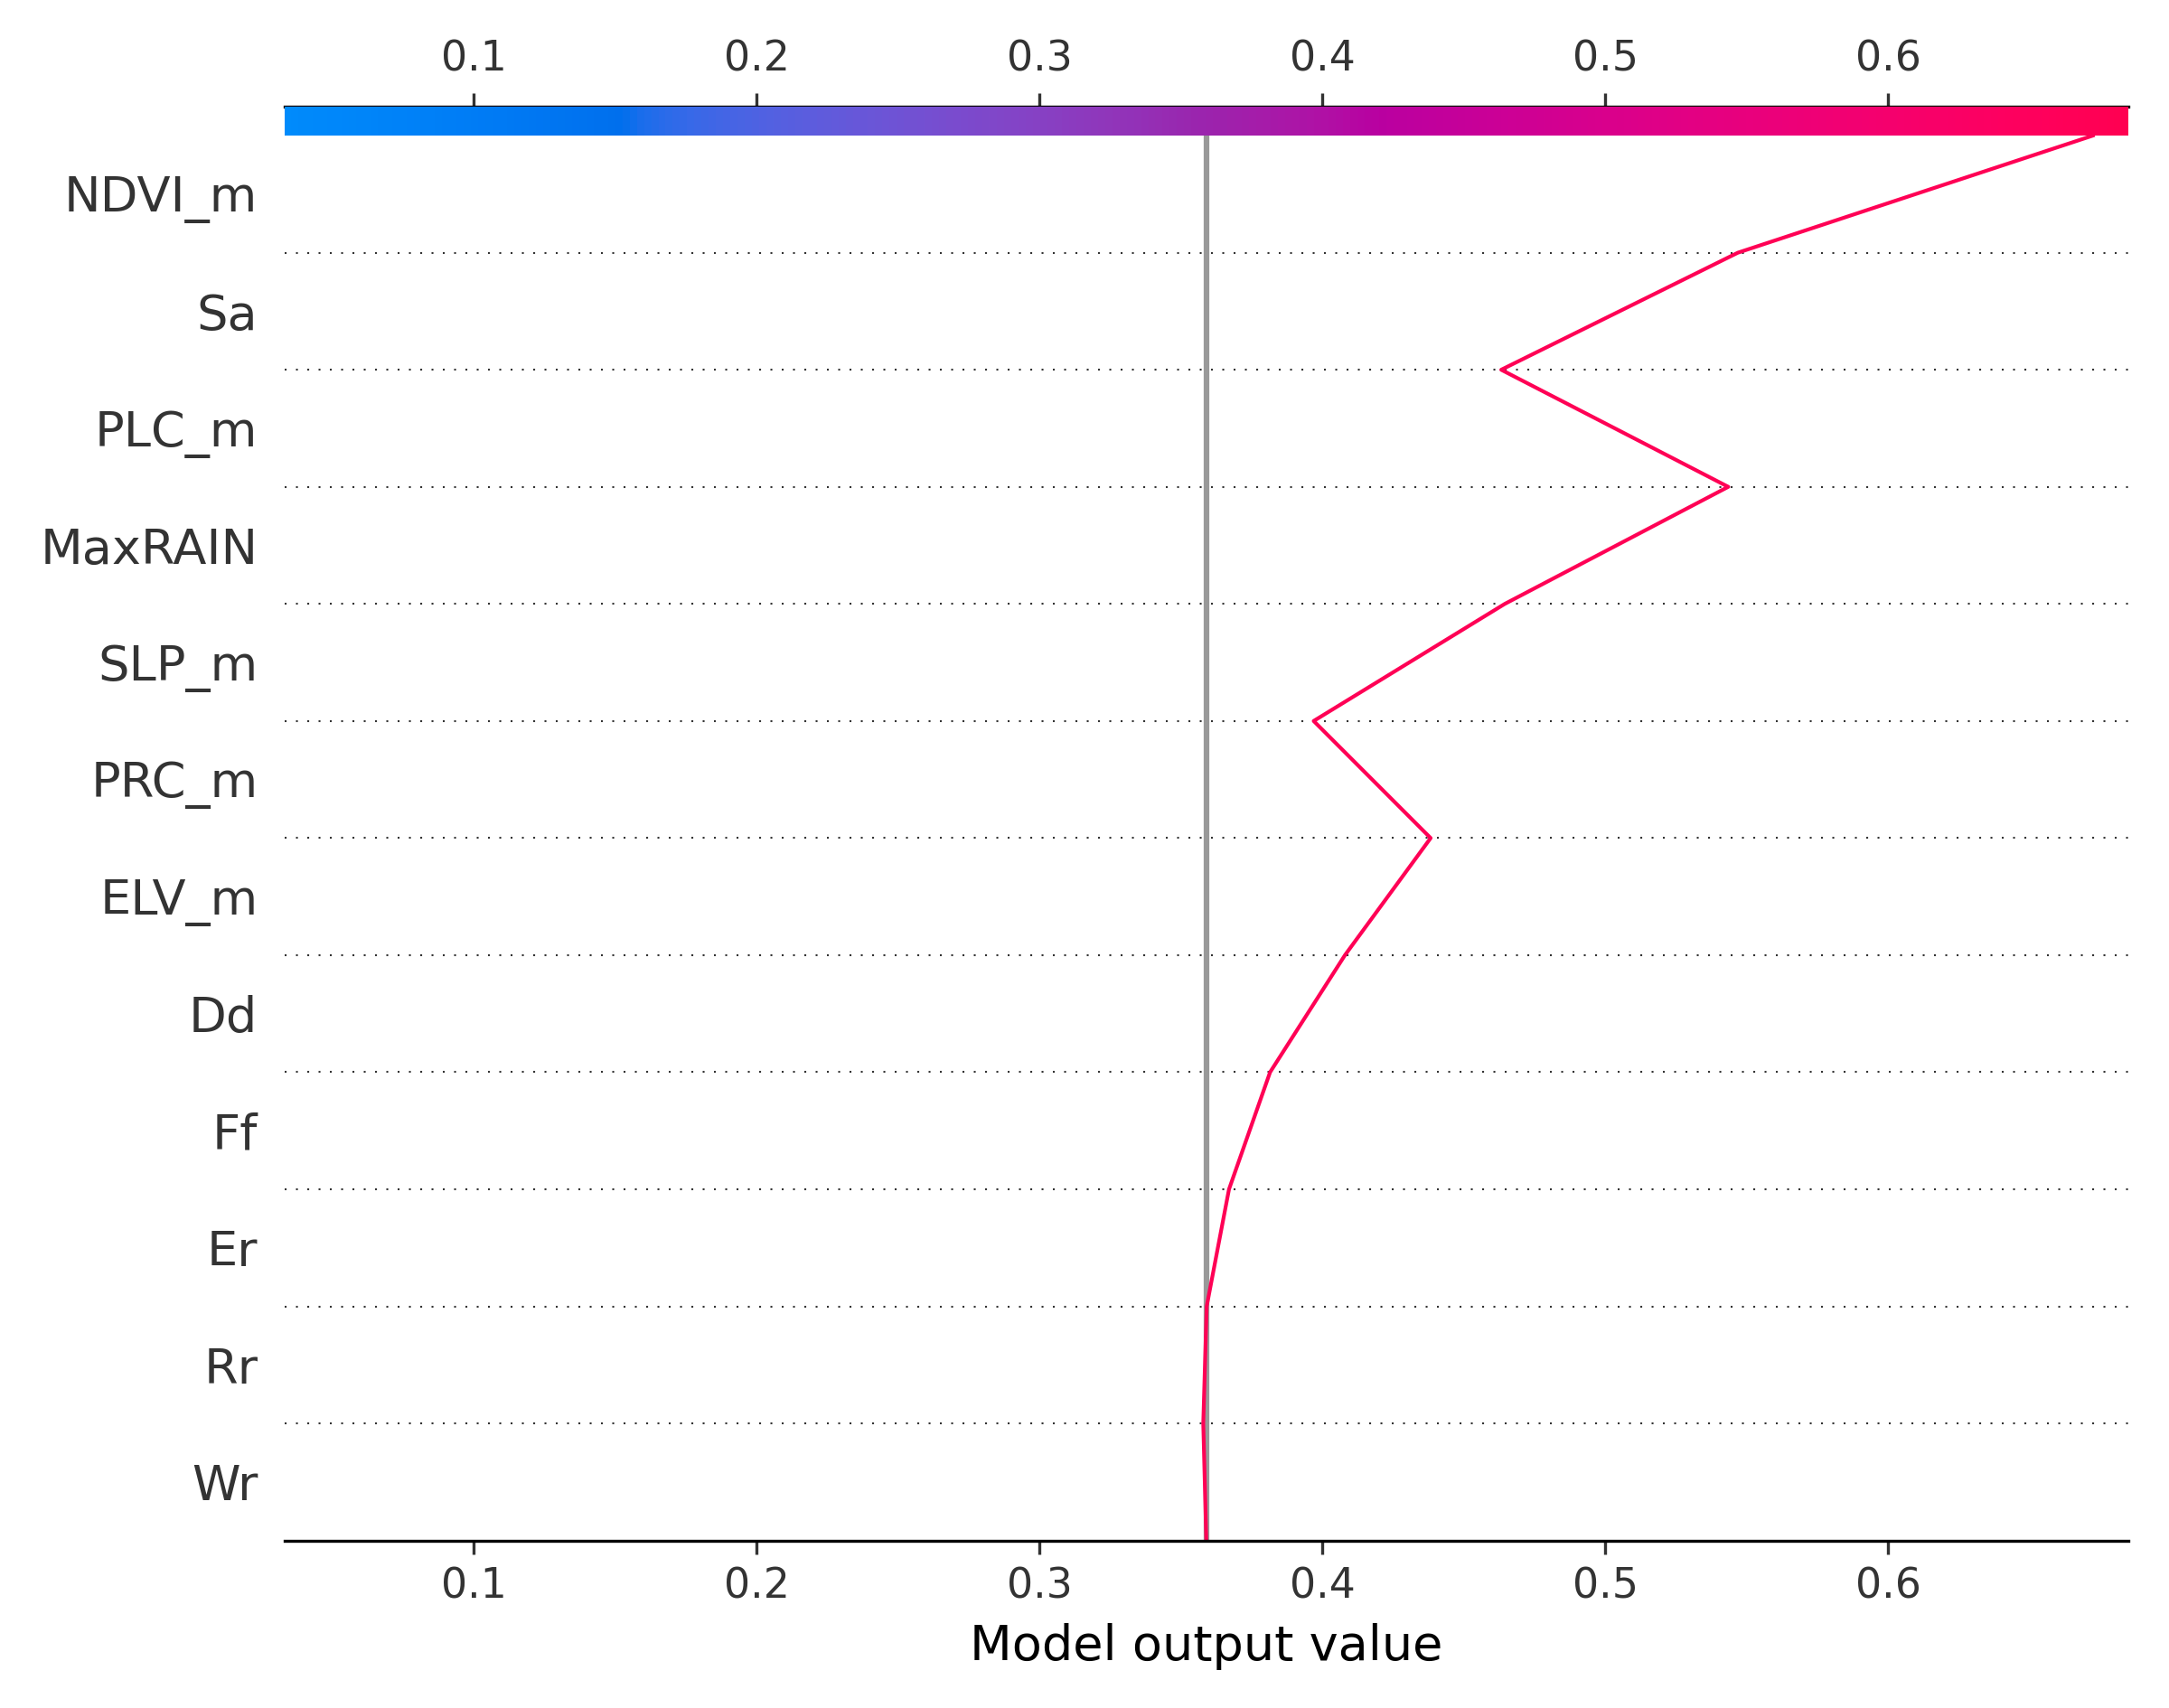 0.1 0.2 0.3 0.4 0.5 0.6
NDVI_m
Sa
PLC_m
MaxRAIN
SLP_m
PRC_m
ELV_m
Dd
Ff
Er
Rr
Wr
0.1 0.2 0.3 0.4 0.5 0.6
Model output value